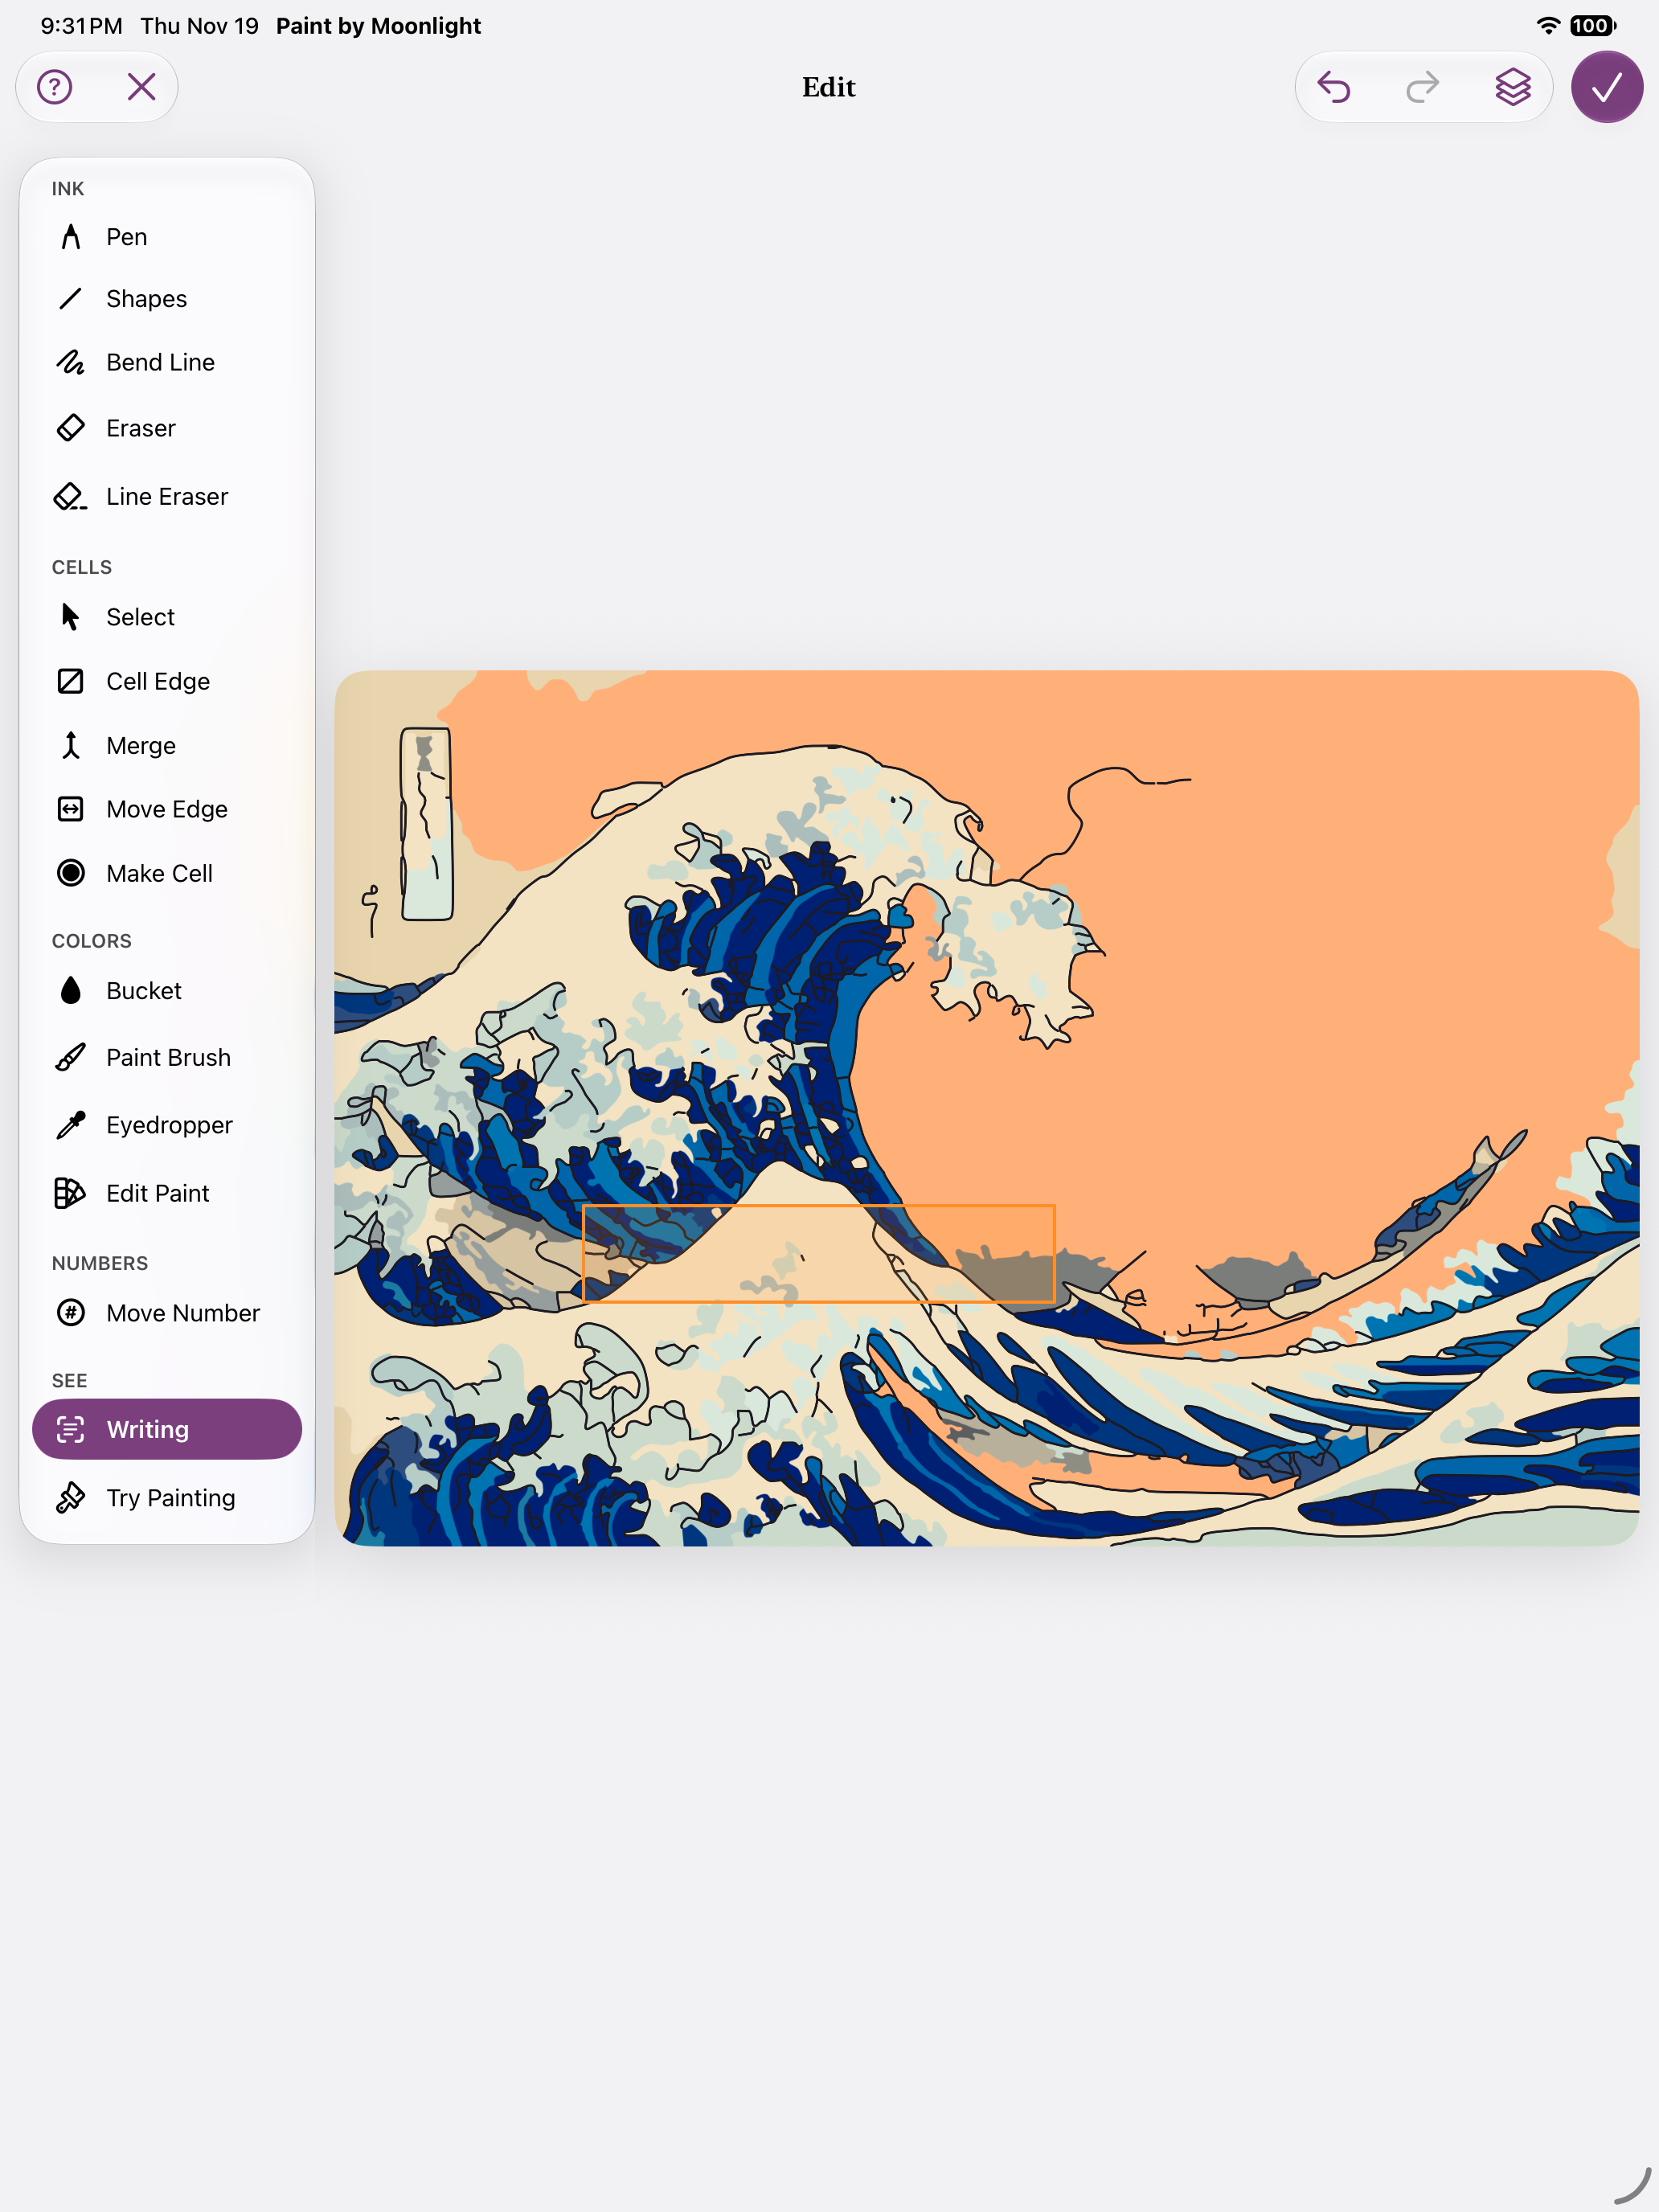 9:31 PM Thu Nov 19 Paint by Moonlight
100
Edit
INK
Pen
Shapes
Bend Line
Eraser
Line Eraser
CELLS
Select
Cell Edge
Merge
Move Edge
Make Cell
COLORS
Bucket
Paint Brush
Eyedropper
Edit Paint
NUMBERS
Move Number
SEE
Writing
Try Painting